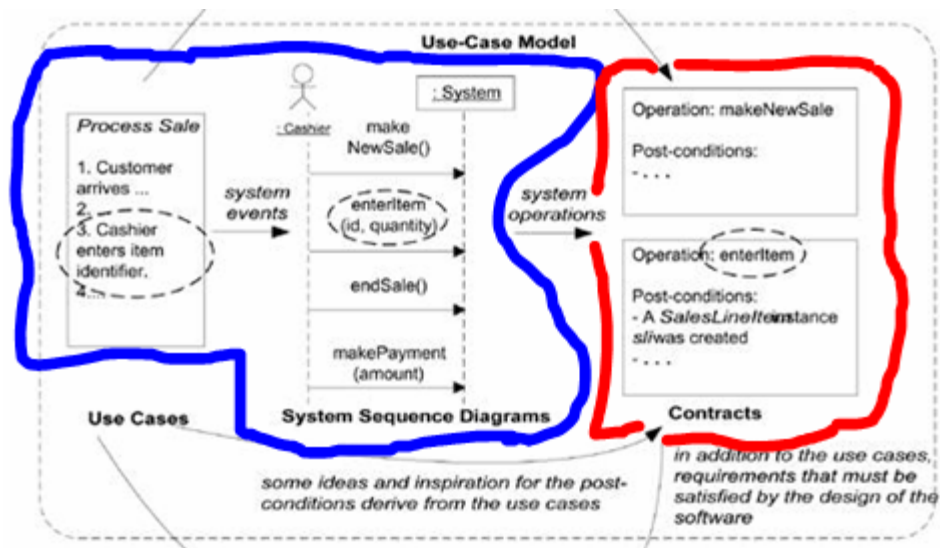 Use-Case Model
Process Sale
1. Customer
arrives ...
2.
3. Cashier
enters item
identifier.
4....
system
events
: Cashier
: System
make
NewSale()
enterItem
(id, quantity)
endSale()
makePayment
(amount)
system
operations
Operation: makeNewSale
Post-conditions:
- . . .
Operation: enterItem
Post-conditions:
- A SalesLineItem instance
sli was created
- . . .
Use Cases
System Sequence Diagrams
Contracts
some ideas and inspiration for the post-
conditions derive from the use cases
in addition to the use cases,
requirements that must be
satisfied by the design of the
software